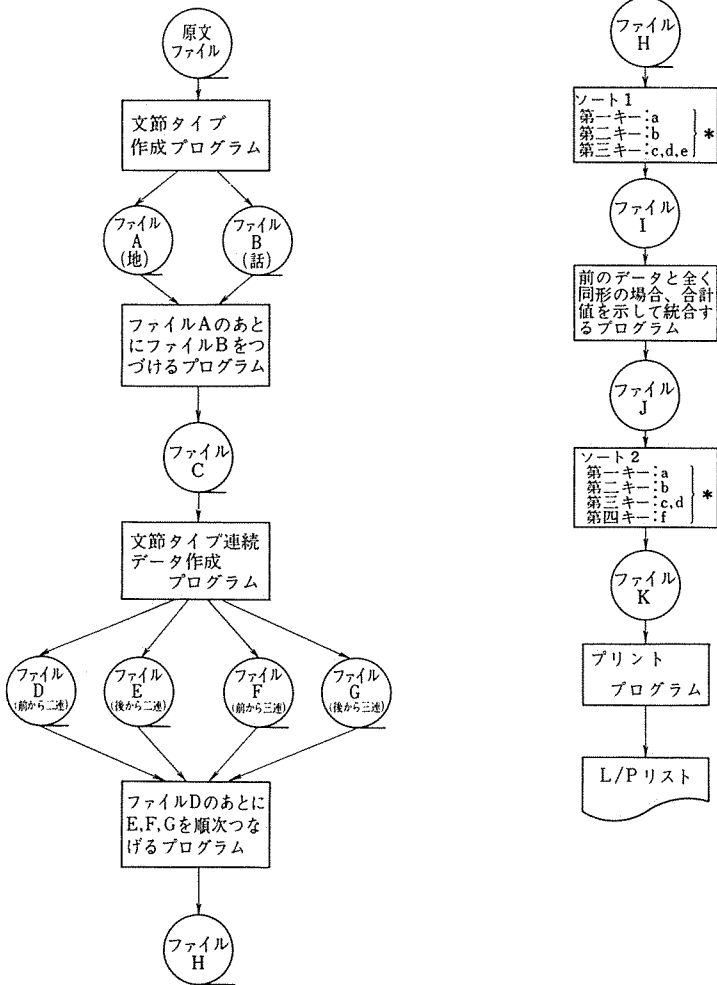 原文
ファイル
文節タイプ
作成プログラム
ファイル
A
(地)
ファイル
B
(話)
ファイルAのあと
にファイルBをつ
づけるプログラム
ファイル
C
文節タイプ連続
データ作成
プログラム
ファイル
D
(前から二連)
ファイル
E
(後から二連)
ファイル
F
(前から三連)
ファイル
G
(後から三連)
ファイルDのあとに
E,F,Gを順次つな
げるプログラム
ファイル
H
ファイル
H
ソート1
第一キー:a
第二キー:b
第三キー:c,d,e
*
ファイル
I
前のデータと全く
同形の場合、合計
値を示して統合す
るプログラム
ファイル
J
ソート2
第一キー:a
第二キー:b
第三キー:c,d
第四キー:f
*
ファイル
K
プリント
プログラム
L/Pリスト